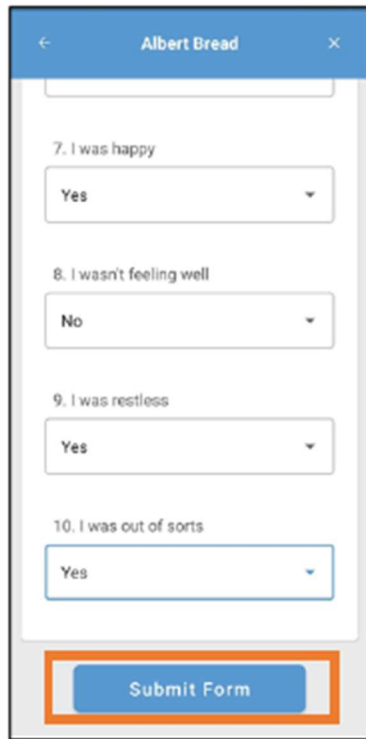 Albert Bread
7. I was happy
Yes
8. I wasn't feeling well
No
9. I was restless
Yes
10. I was out of sorts
Yes
Submit Form